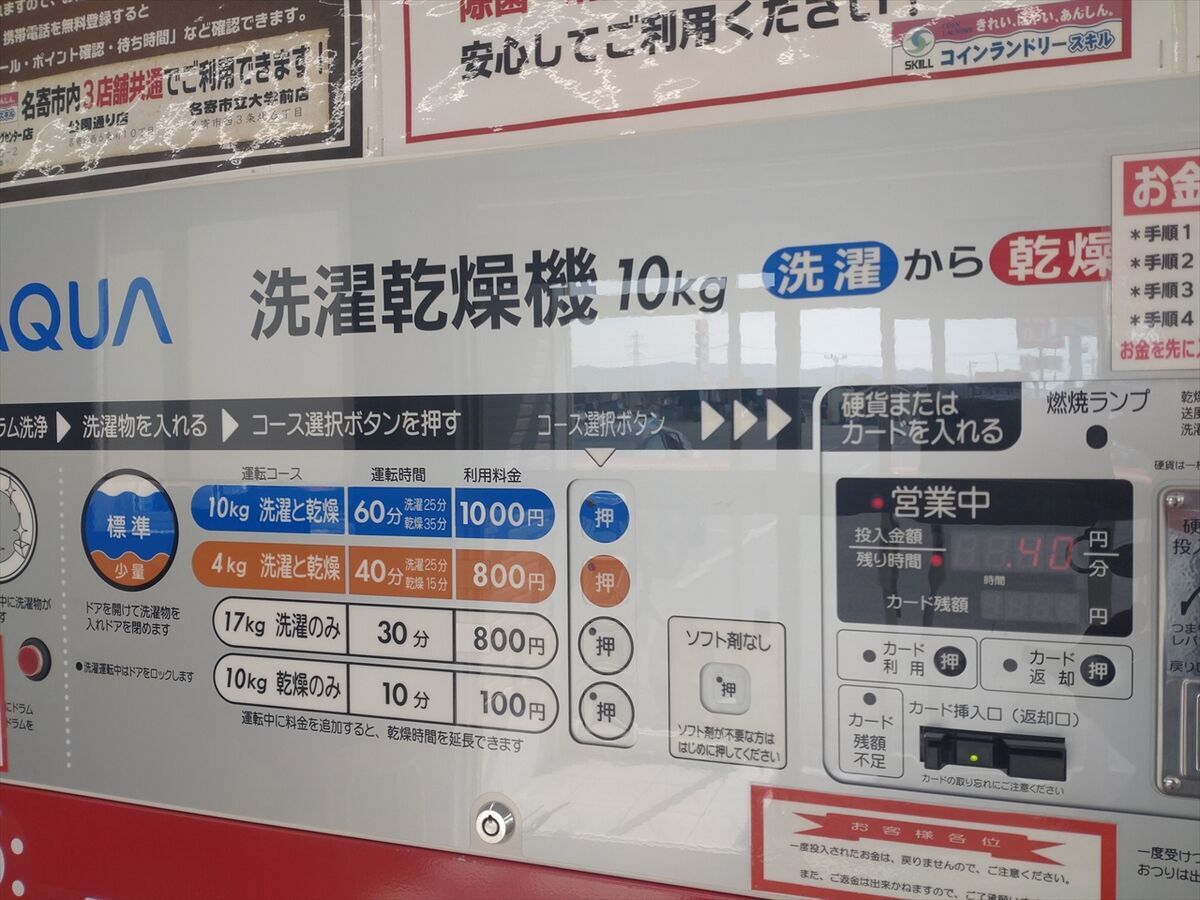 携帯電話を無料登録すると
ール・ポイント確認・待ち時間」など確認できます。
名寄市内3店舗共通でご利用できます！
公園通り店
名寄市立大学前店
安心してご利用ください！
COIN LAUNDRY
きれい、はやい、あんしん。
SKILL
コインランドリースキル
AQUA
洗濯乾燥機 10kg
洗濯から乾燥
お金
＊手順1
＊手順2
＊手順3
＊手順4
お金を先に
ラム洗浄
洗濯物を入れる
コース選択ボタンを押す
コース選択ボタン
硬貨または
カードを入れる
燃焼ランプ
標準
少量
ドアを開けて洗濯物を
入れドアを閉めます
●洗濯運転中はドアをロックします
運転コース 運転時間 利用料金
10kg 洗濯と乾燥 60分 洗濯25分 乾燥35分 1000円 押
4kg 洗濯と乾燥 40分 洗濯25分 乾燥15分 800円 押
17kg 洗濯のみ 30分 800円 押
10kg 乾燥のみ 10分 100円 押
運転中に料金を追加すると、乾燥時間を延長できます
ソフト剤なし
押
ソフト剤が不要な方は
はじめに押してください
営業中
投入金額
残り時間
40
円
分
時間
カード残額
円
カード
利用
押
カード
返却
押
カード
残額
不足
カード挿入口（返却口）
カードの取り忘れにご注意ください
お客様各位
一度投入されたお金は、戻りませんので、ご注意ください。
また、ご返金は出来かねますので、ご了承願い
一度受けつ
おつりは出